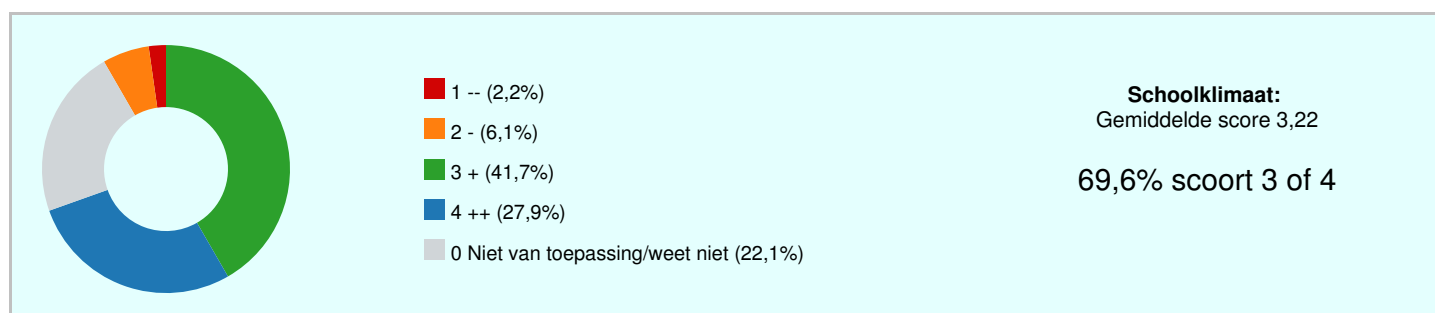 1 -- (2,2%)
2 - (6,1%)
3 + (41,7%)
4 ++ (27,9%)
0 Niet van toepassing/weet niet (22,1%)
Schoolklimaat:
Gemiddelde score 3,22
69,6% scoort 3 of 4